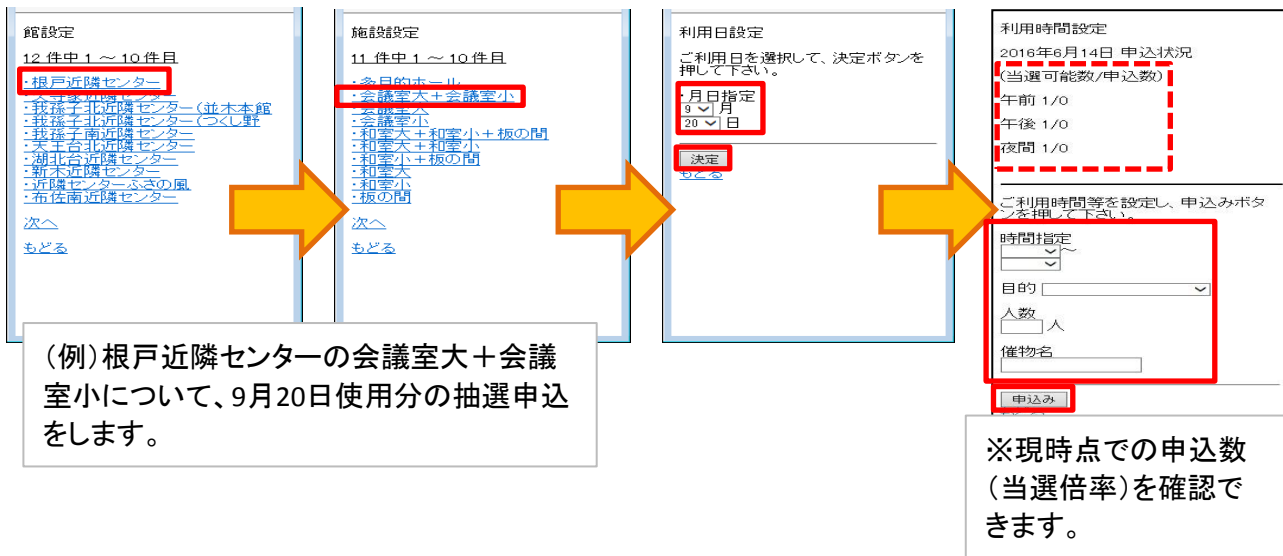 館設定
12 件中 1 ～ 10 件目
・根戸近隣センター
・我孫子北近隣センター(並木本館
・我孫子北近隣センター(つくし野
・我孫子南近隣センター
・天王台北近隣センター
・湖北台近隣センター
・新木近隣センター
・近隣センターふさの風
・布佐南近隣センター
次へ
もどる
施設設定
11 件中 1 ～ 10 件目
・多目的ホール
・会議室大＋会議室小
・会議室大
・会議室小
・和室大＋和室小＋板の間
・和室大＋和室小
・和室小＋板の間
・和室大
・和室小
・板の間
次へ
もどる
利用日設定
ご利用日を選択して、決定ボタンを
押して下さい。
・月日指定
9 月
20 日
決定
もどる
利用時間設定
2016年6月14日 申込状況
(当選可能数/申込数)
午前 1/0
午後 1/0
夜間 1/0
ご利用時間等を設定し、申込みボタ
ンを押して下さい。
時間指定
～
目的
人数
人
催物名
申込み
（例）根戸近隣センターの会議室大＋会議
室小について、9月20日使用分の抽選申込
をします。
※現時点での申込数
（当選倍率）を確認で
きます。